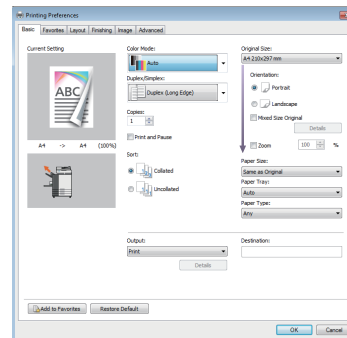 Printing Preferences
Basic Favorites Layout Finishing Image Advanced
Current Setting
ABC
A4 -> A4 (100%)
Color Mode:
Auto
Duplex/Simplex:
Duplex (Long Edge)
Copies:
1
Print and Pause
Sort:
Collated
Uncollated
Output:
Print
Details
Original Size:
A4 210x297 mm
Orientation:
Portrait
Landscape
Mixed Size Original
Details
Zoom 100 %
Paper Size:
Same as Original
Paper Tray:
Auto
Paper Type:
Any
Destination:
Add to Favorites Restore Default
OK Cancel